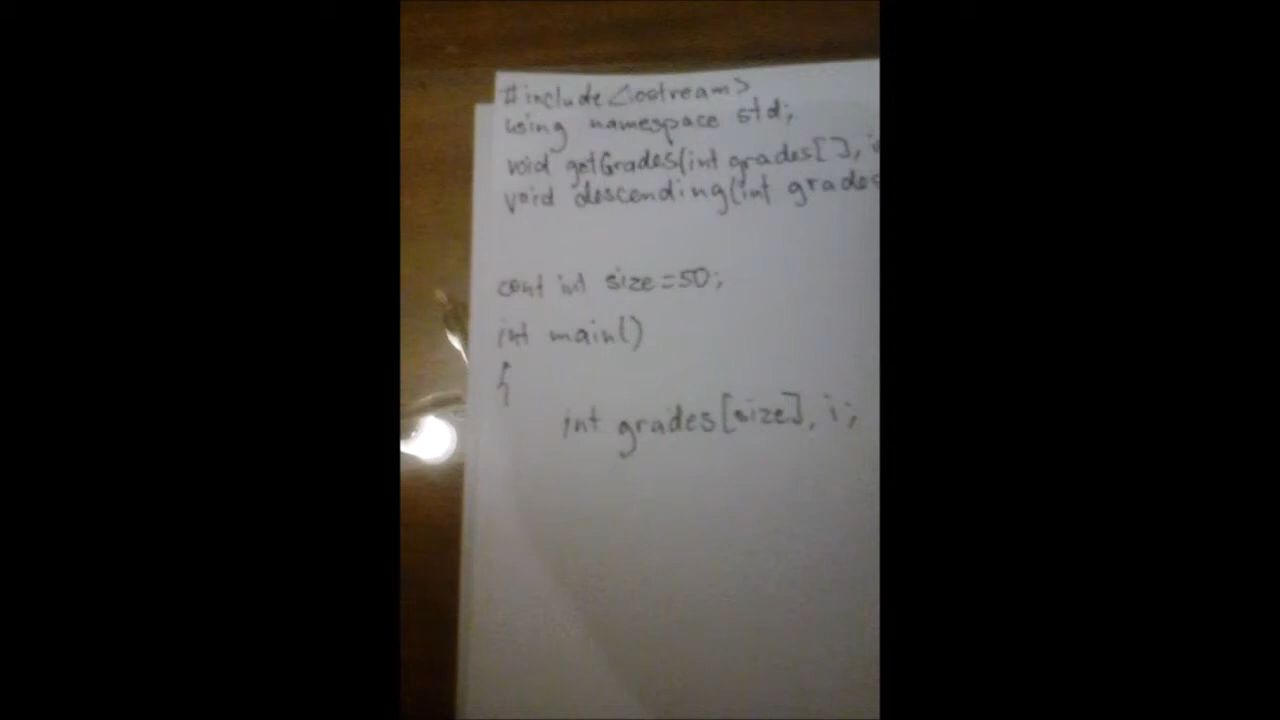 #include<iostream>
using namespace std;
void getGrades(int grades[], i
void descending(int grades
cont int size=50;
int main()
{
int grades[size], i;